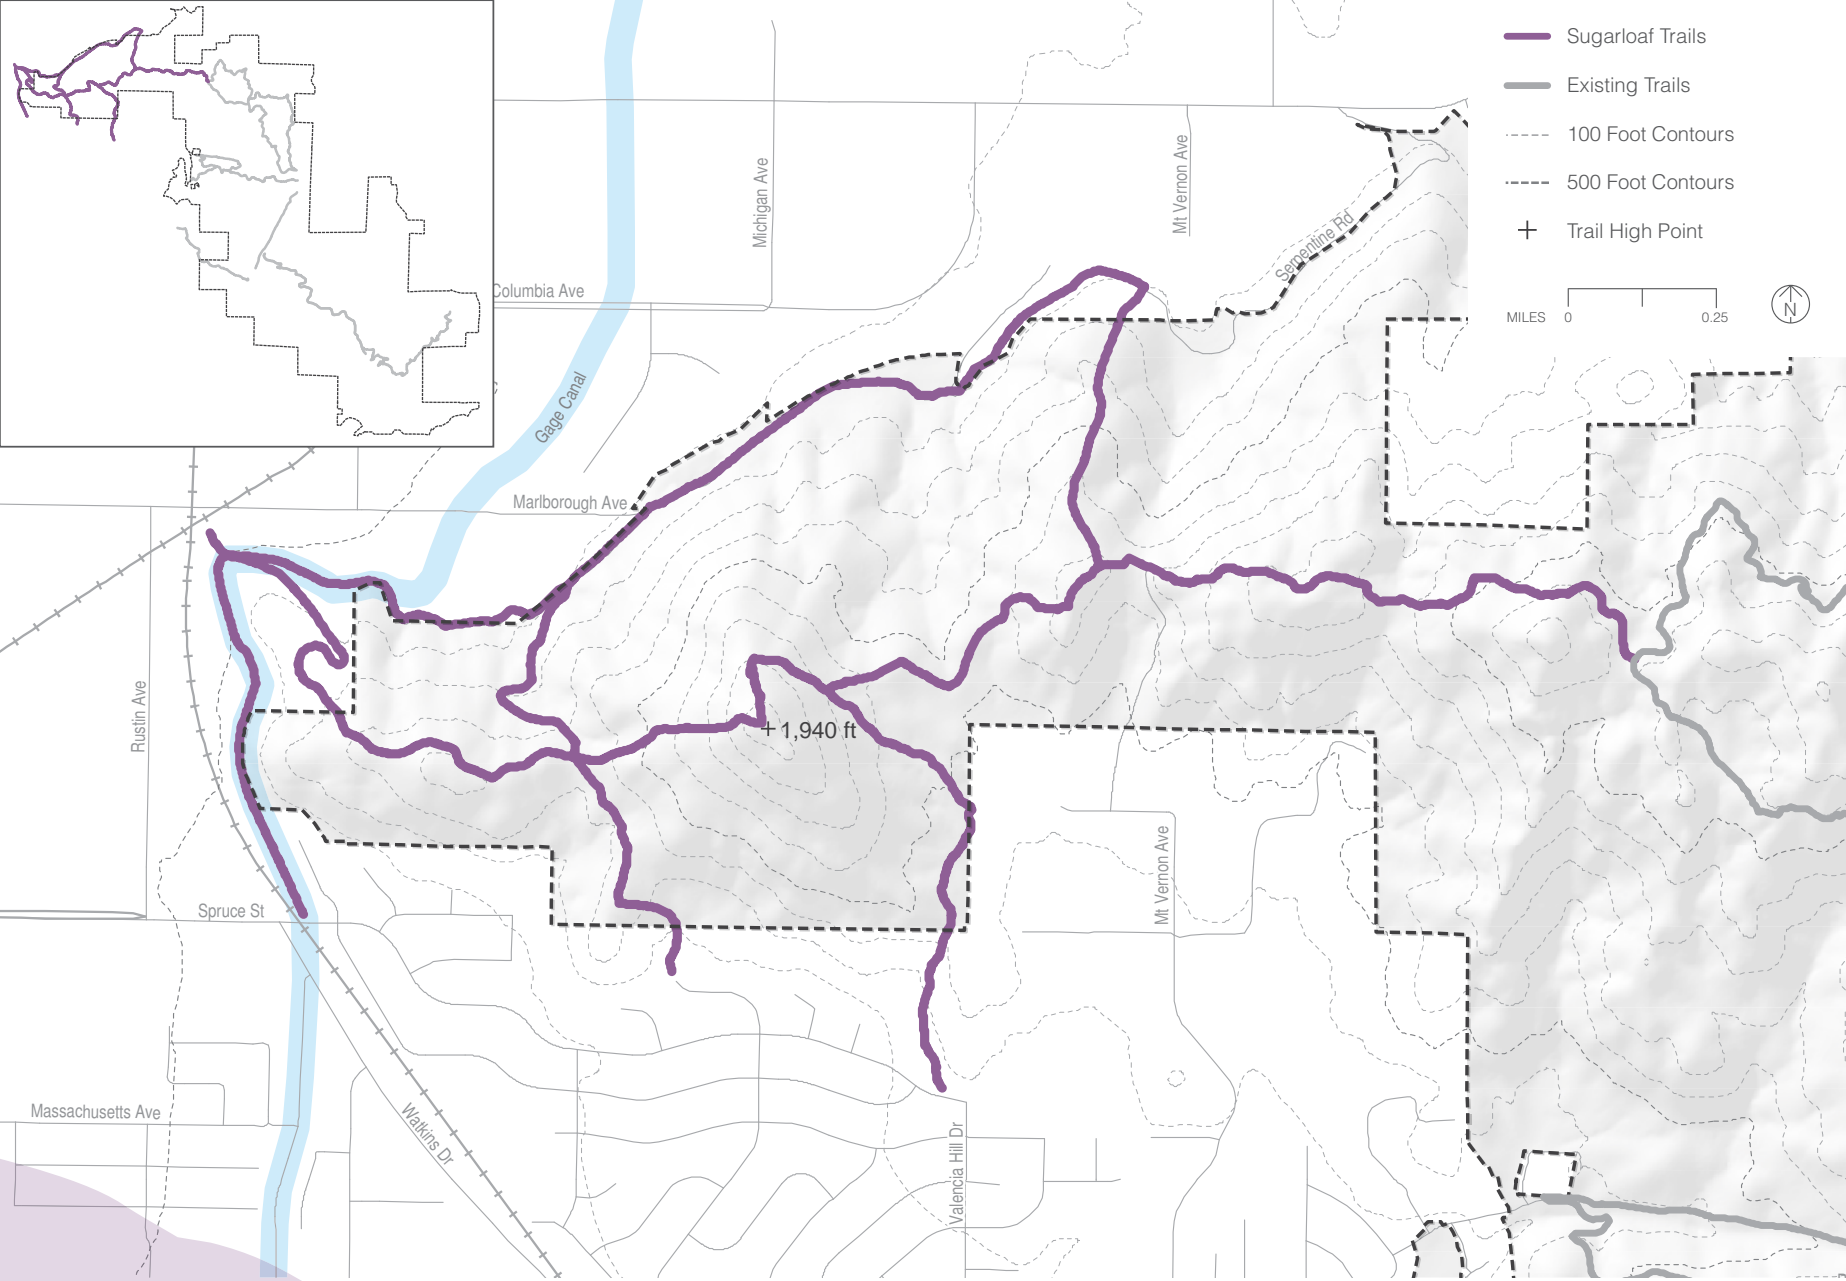 Sugarloaf Trails
Existing Trails
100 Foot Contours
500 Foot Contours
Trail High Point
MILES 0 0.25
N
Michigan Ave
Mt Vernon Ave
Serpentine Rd
Columbia Ave
Gage Canal
Marlborough Ave
Rustin Ave
+ 1,940 ft
Mt Vernon Ave
Spruce St
Massachusetts Ave
Watkins Dr
Valencia Hill Dr